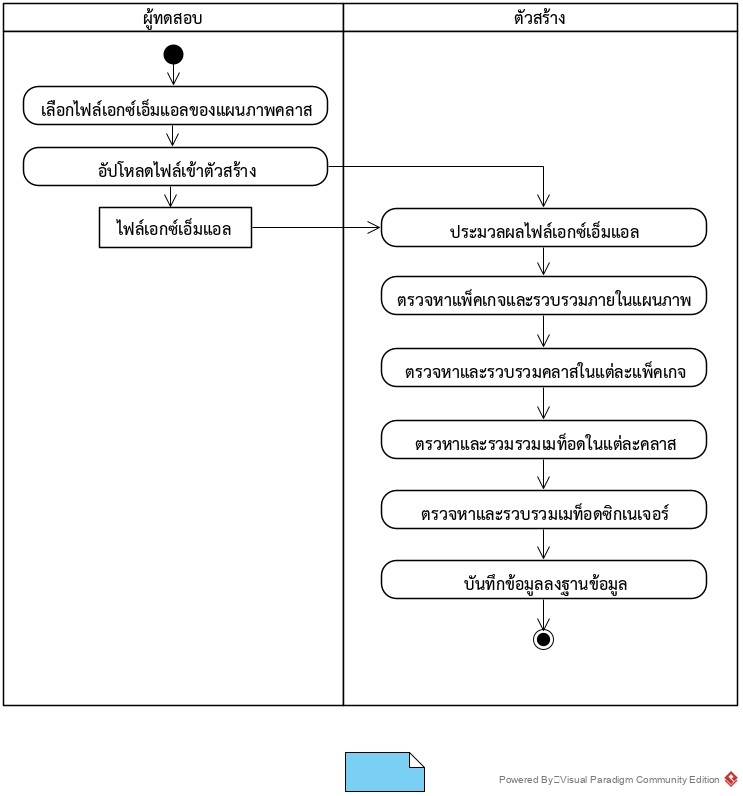 ผู้ทดสอบ
ตัวสร้าง
เลือกไฟล์เอกซ์เอ็มแอลของแผนภาพคลาส
อัปโหลดไฟล์เข้าตัวสร้าง
ไฟล์เอกซ์เอ็มแอล
ประมวลผลไฟล์เอกซ์เอ็มแอล
ตรวจหาแพ็คเกจและรวบรวมภายในแผนภาพ
ตรวจหาและรวบรวมคลาสในแต่ละแพ็คเกจ
ตรวหาและรวมรวมเมท็อดในแต่ละคลาส
ตรวจหาและรวบรวมเมท็อดซิกเนเจอร์
บันทึกข้อมูลลงฐานข้อมูล
Powered By Visual Paradigm Community Edition